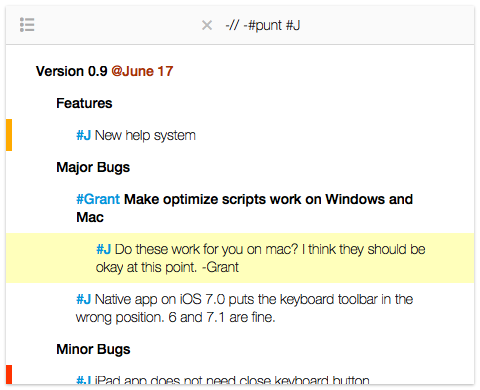 -// -#punt #J
Version 0.9 @June 17
Features
#J New help system
Major Bugs
#Grant Make optimize scripts work on Windows and
Mac
#J Do these work for you on mac? I think they should be
okay at this point. -Grant
#J Native app on iOS 7.0 puts the keyboard toolbar in the
wrong position. 6 and 7.1 are fine.
Minor Bugs
#J iPad app does not need close keyboard button